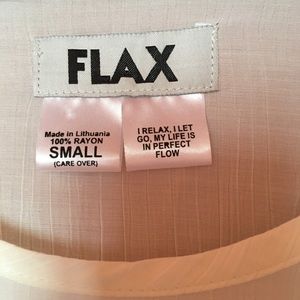 FLAX
Made in Lithuania
100% RAYON
SMALL
(CARE OVER)
I RELAX, I LET
GO, MY LIFE IS
IN PERFECT
FLOW